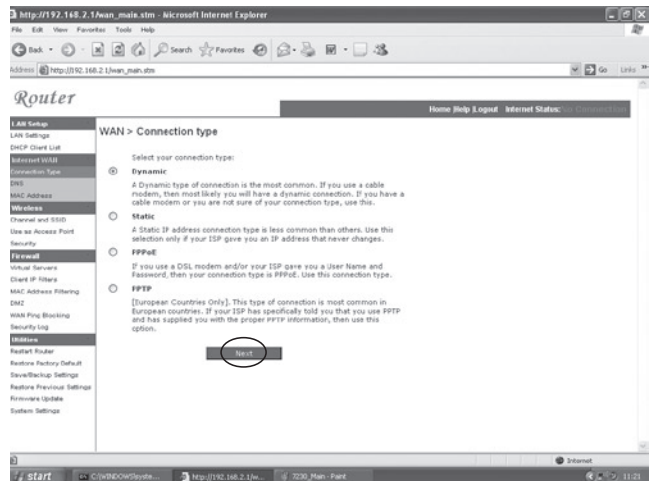 http://192.168.2.1/wan_main.stm - Microsoft Internet Explorer
File Edit View Favorites Tools Help
Back Search Favorites
Address http://192.168.2.1/wan_main.stm Go Links
Router
Home |Help |Logout Internet Status:
LAN Setup
LAN Settings
DHCP Client List
Internet WAN
Connection Type
DNS
MAC Address
Wireless
Channel and SSID
Use as Access Point
Security
Firewall
Virtual Servers
Client IP Filters
MAC Address Filtering
DMZ
WAN Ping Blocking
Security Log
Utilities
Restart Router
Restore Factory Default
Save/Backup Settings
Restore Previous Settings
Firmware Update
System Settings
WAN > Connection type
Select your connection type:
Dynamic
A Dynamic type of connection is the most common. If you use a cable
modem, then most likely you will have a dynamic connection. If you have a
cable modem or you are not sure of your connection type, use this.
Static
A Static IP address connection type is less common than others. Use this
selection only if your ISP gave you an IP address that never changes.
PPPoE
If you use a DSL modem and/or your ISP gave you a User Name and
Password, then your connection type is PPPoE. Use this connection type.
PPTP
[European Countries Only]. This type of connection is most common in
European countries. If your ISP has specifically told you that you use PPTP
and has supplied you with the proper PPTP information, then use this
option.
Next
Internet
start C:\WINDOWS\syste... http://192.168.2.1/w... 7230_Main - Paint 11:21